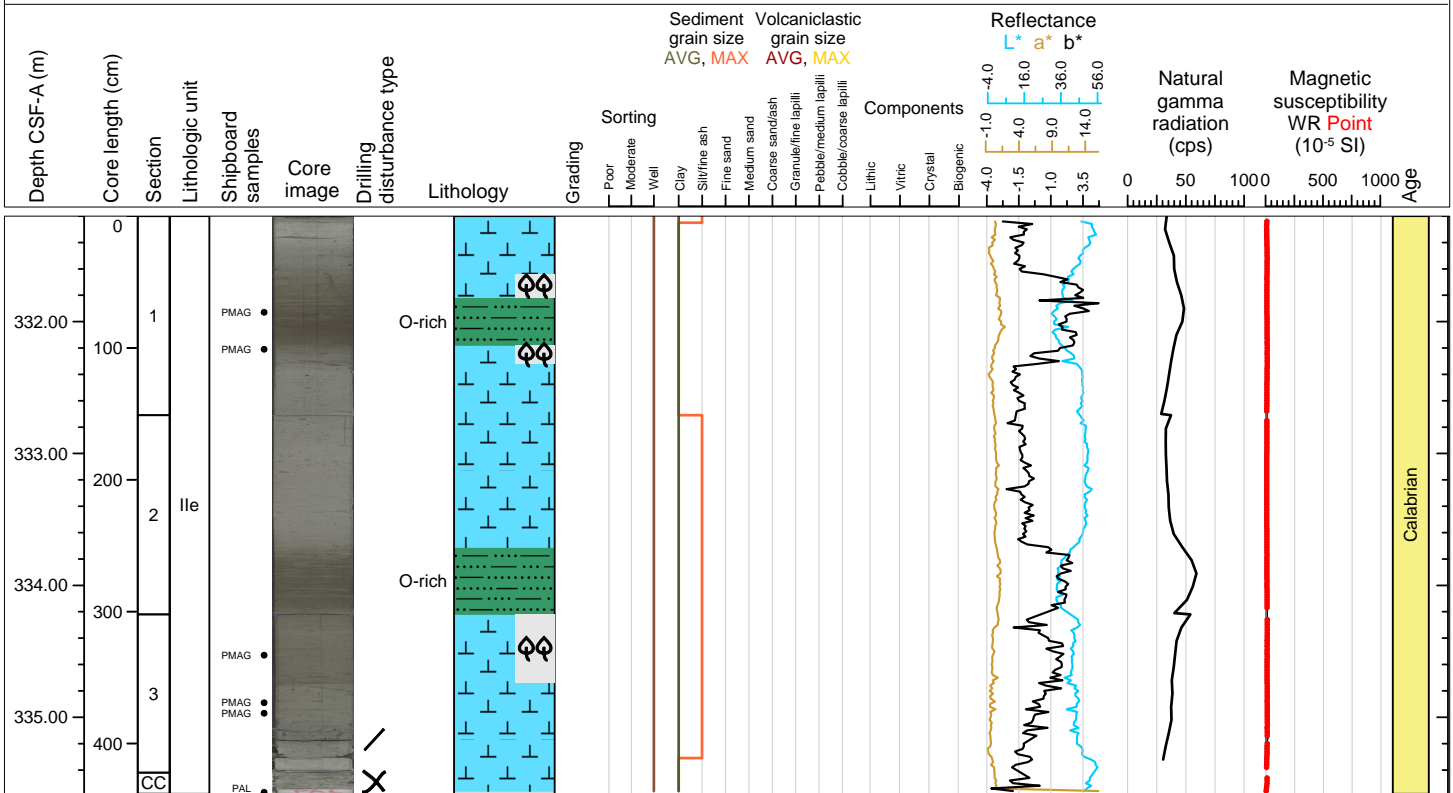 Depth CSF-A (m)
Core length (cm)
Section
Lithologic unit
Shipboard
samples
Core
image
Drilling
disturbance type
Lithology
Grading
Sorting
Poor
Moderate
Well
Sediment
grain size
AVG, MAX
Volcaniclastic
grain size
AVG, MAX
Clay
Silt/fine ash
Fine sand
Medium sand
Coarse sand/ash
Granule/fine lapilli
Pebble/medium lapilli
Cobble/coarse lapilli
Components
Lithic
Vitric
Crystal
Biogenic
Reflectance
L* a* b*
-4.0 16.0 36.0 56.0
-1.0 4.0 9.0 14.0
-4.0 -1.5 1.0 3.5
Natural
gamma
radiation
(cps)
0 50 100
Magnetic
susceptibility
WR Point
(10⁻⁵ SI)
0 500 1000
Age
0
332.00
100
333.00
200
334.00
300
335.00
400
1
2
3
CC
IIe
PMAG
PMAG
PMAG
PMAG
PMAG
PAL
O-rich
O-rich
Calabrian